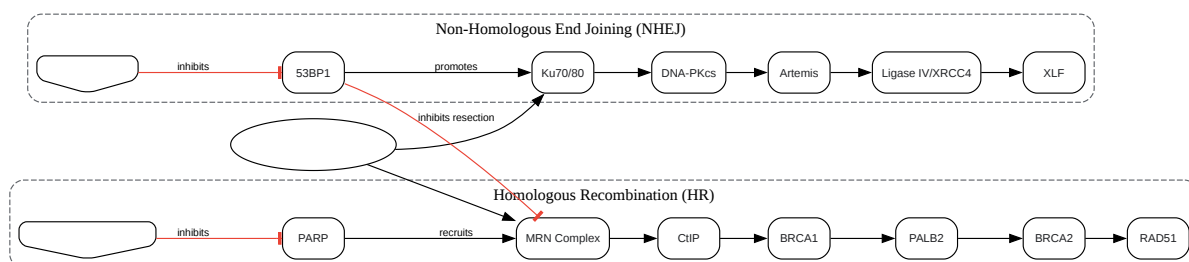 Non-Homologous End Joining (NHEJ)
inhibits
53BP1
promotes
Ku70/80
DNA-PKcs
Artemis
Ligase IV/XRCC4
XLF
inhibits resection
Homologous Recombination (HR)
inhibits
PARP
recruits
MRN Complex
CtIP
BRCA1
PALB2
BRCA2
RAD51